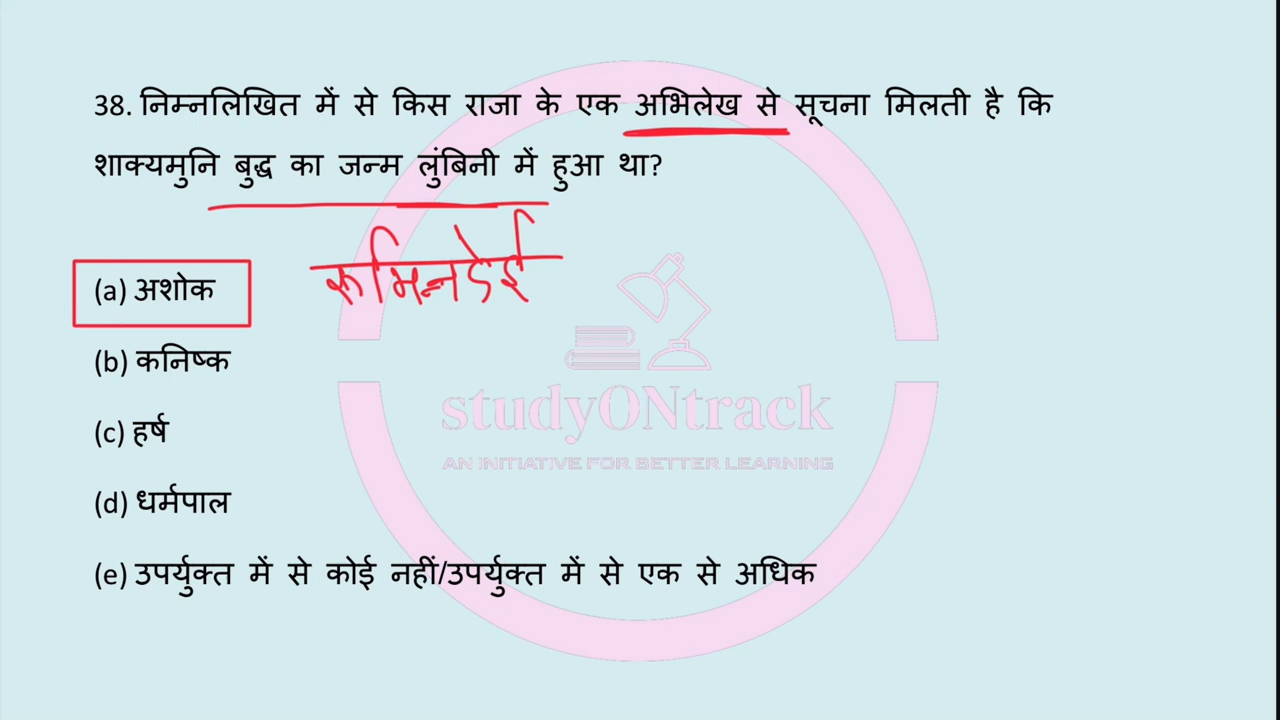 38. निम्नलिखित में से किस राजा के एक अभिलेख से सूचना मिलती है कि
शाक्यमुनि बुद्ध का जन्म लुंबिनी में हुआ था?
रूमिनदेई
(a) अशोक
(b) कनिष्क
(c) हर्ष
(d) धर्मपाल
(e) उपर्युक्त में से कोई नहीं/उपर्युक्त में से एक से अधिक
studyONtrack
AN INITIATIVE FOR BETTER LEARNING